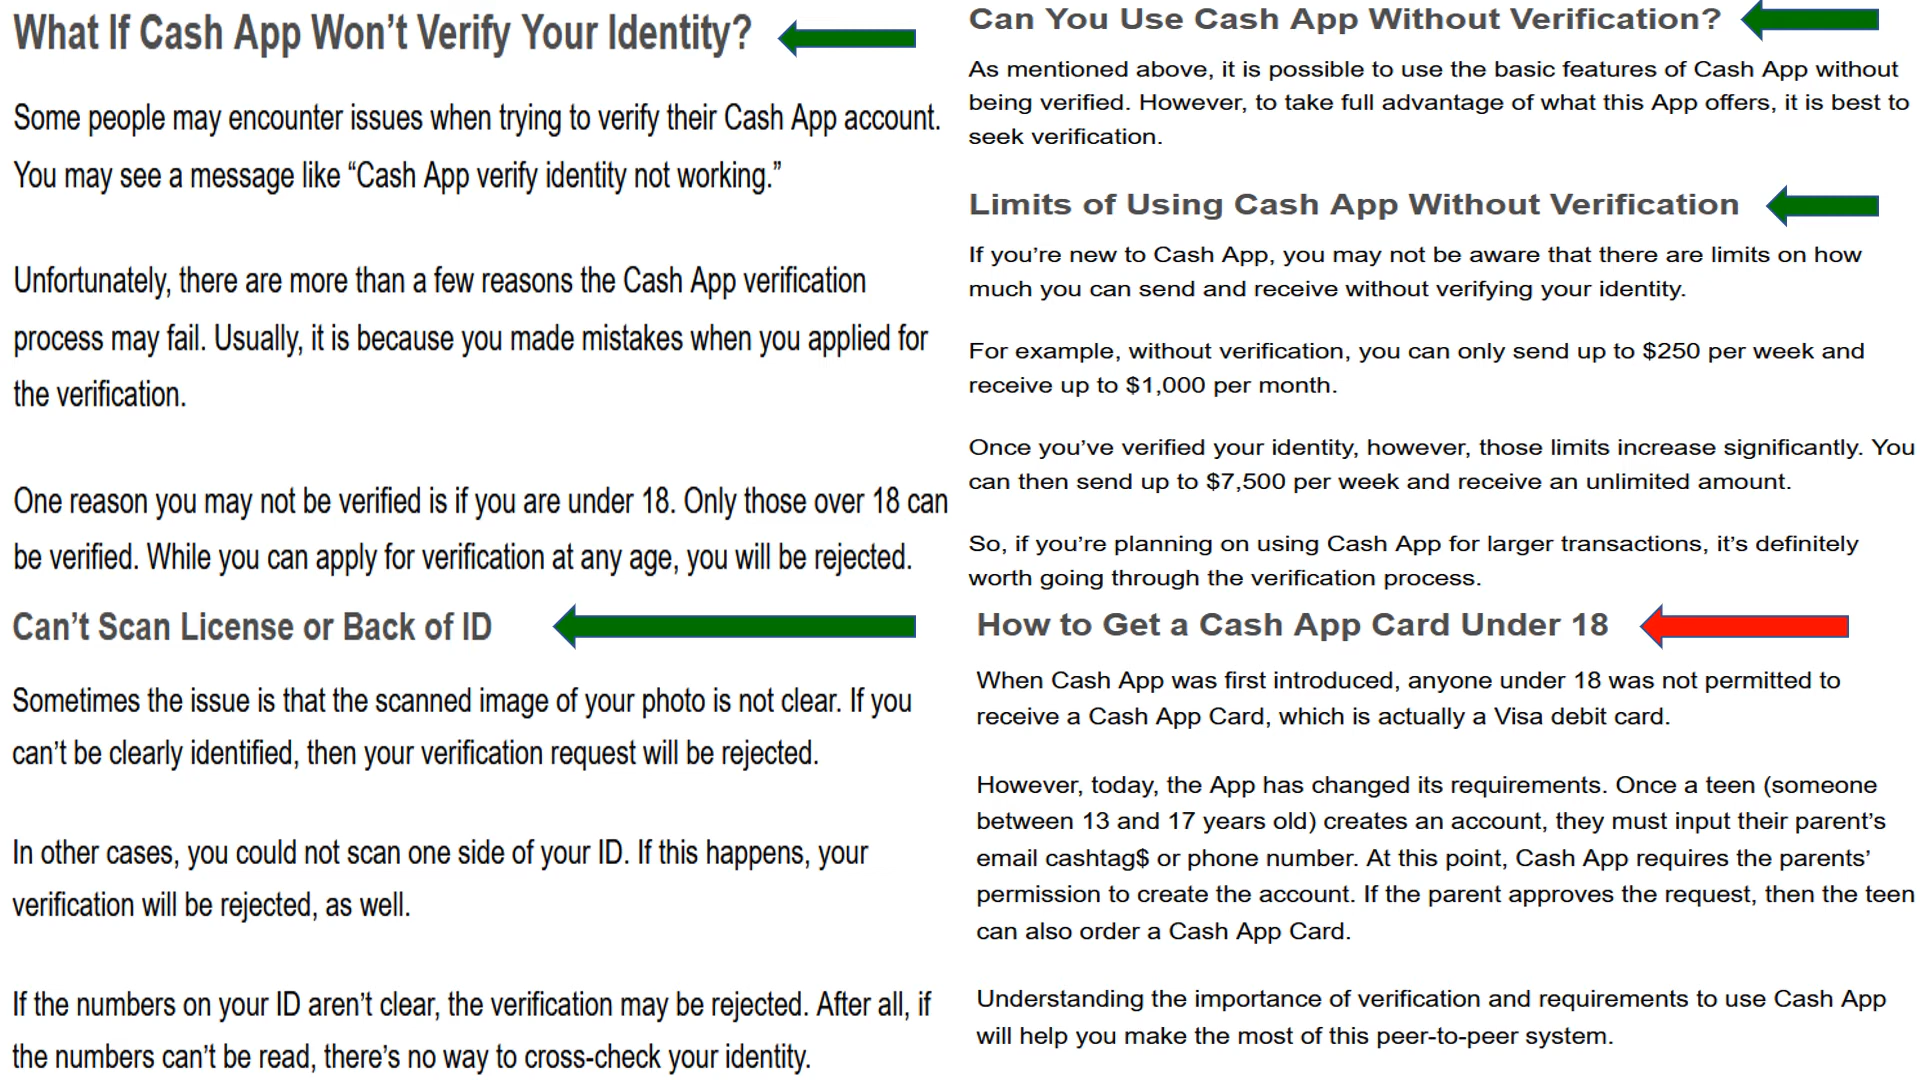 What If Cash App Won’t Verify Your Identity?
Some people may encounter issues when trying to verify their Cash App account.
You may see a message like “Cash App verify identity not working.”
Unfortunately, there are more than a few reasons the Cash App verification
process may fail. Usually, it is because you made mistakes when you applied for
the verification.
One reason you may not be verified is if you are under 18. Only those over 18 can
be verified. While you can apply for verification at any age, you will be rejected.
Can’t Scan License or Back of ID
Sometimes the issue is that the scanned image of your photo is not clear. If you
can’t be clearly identified, then your verification request will be rejected.
In other cases, you could not scan one side of your ID. If this happens, your
verification will be rejected, as well.
If the numbers on your ID aren’t clear, the verification may be rejected. After all, if
the numbers can’t be read, there’s no way to cross-check your identity.
Can You Use Cash App Without Verification?
As mentioned above, it is possible to use the basic features of Cash App without
being verified. However, to take full advantage of what this App offers, it is best to
seek verification.
Limits of Using Cash App Without Verification
If you’re new to Cash App, you may not be aware that there are limits on how
much you can send and receive without verifying your identity.
For example, without verification, you can only send up to $250 per week and
receive up to $1,000 per month.
Once you’ve verified your identity, however, those limits increase significantly. You
can then send up to $7,500 per week and receive an unlimited amount.
So, if you’re planning on using Cash App for larger transactions, it’s definitely
worth going through the verification process.
How to Get a Cash App Card Under 18
When Cash App was first introduced, anyone under 18 was not permitted to
receive a Cash App Card, which is actually a Visa debit card.
However, today, the App has changed its requirements. Once a teen (someone
between 13 and 17 years old) creates an account, they must input their parent’s
email cashtag$ or phone number. At this point, Cash App requires the parents’
permission to create the account. If the parent approves the request, then the teen
can also order a Cash App Card.
Understanding the importance of verification and requirements to use Cash App
will help you make the most of this peer-to-peer system.